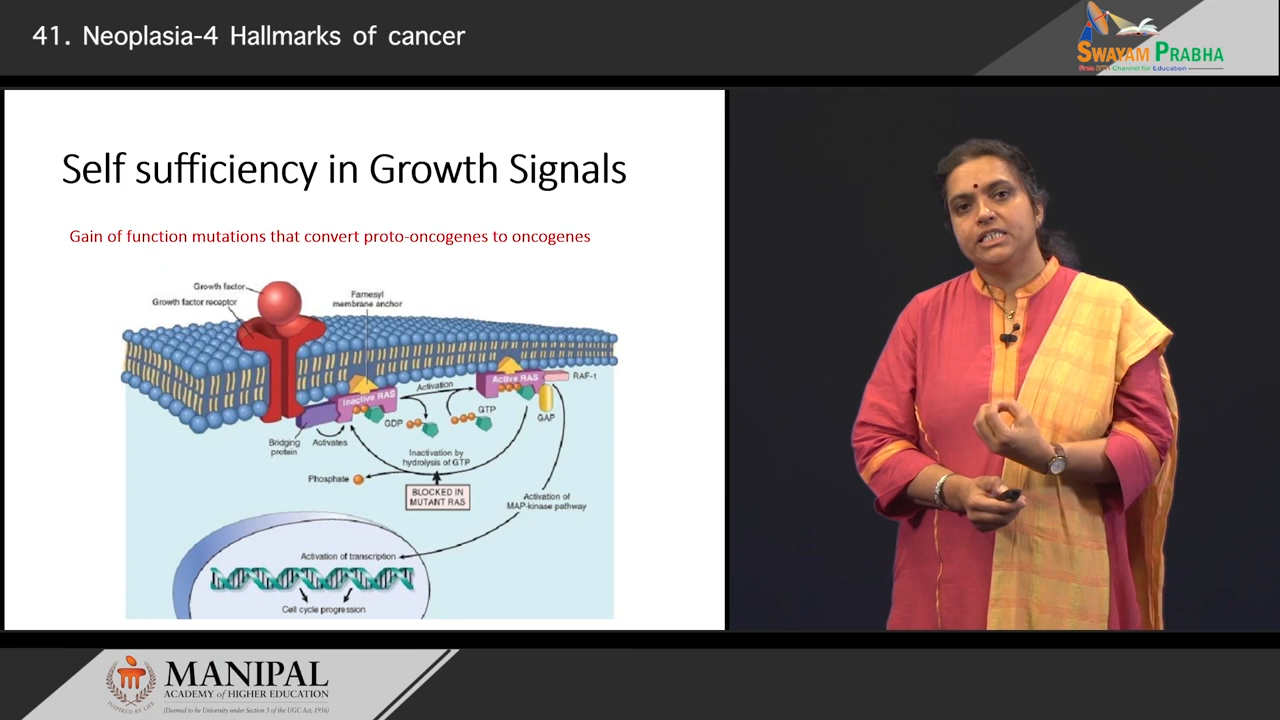 41. Neoplasia-4 Hallmarks of cancer
SWAYAM PRABHA
Free DTH Channel for Education
Self sufficiency in Growth Signals
Gain of function mutations that convert proto-oncogenes to oncogenes
Growth factor
Growth factor receptor
Farnesyl
membrane anchor
Inactive RAS
Activation
Active RAS
RAF-1
GDP
GTP
GAP
Bridging
protein
Activates
Inactivation by
hydrolysis of GTP
Phosphate
BLOCKED IN
MUTANT RAS
Activation of
MAP-kinase pathway
Activation of transcription
Cell cycle progression
INSPIRED BY LIFE
MANIPAL
ACADEMY of HIGHER EDUCATION
(Deemed to be University under Section 3 of the UGC Act, 1956)